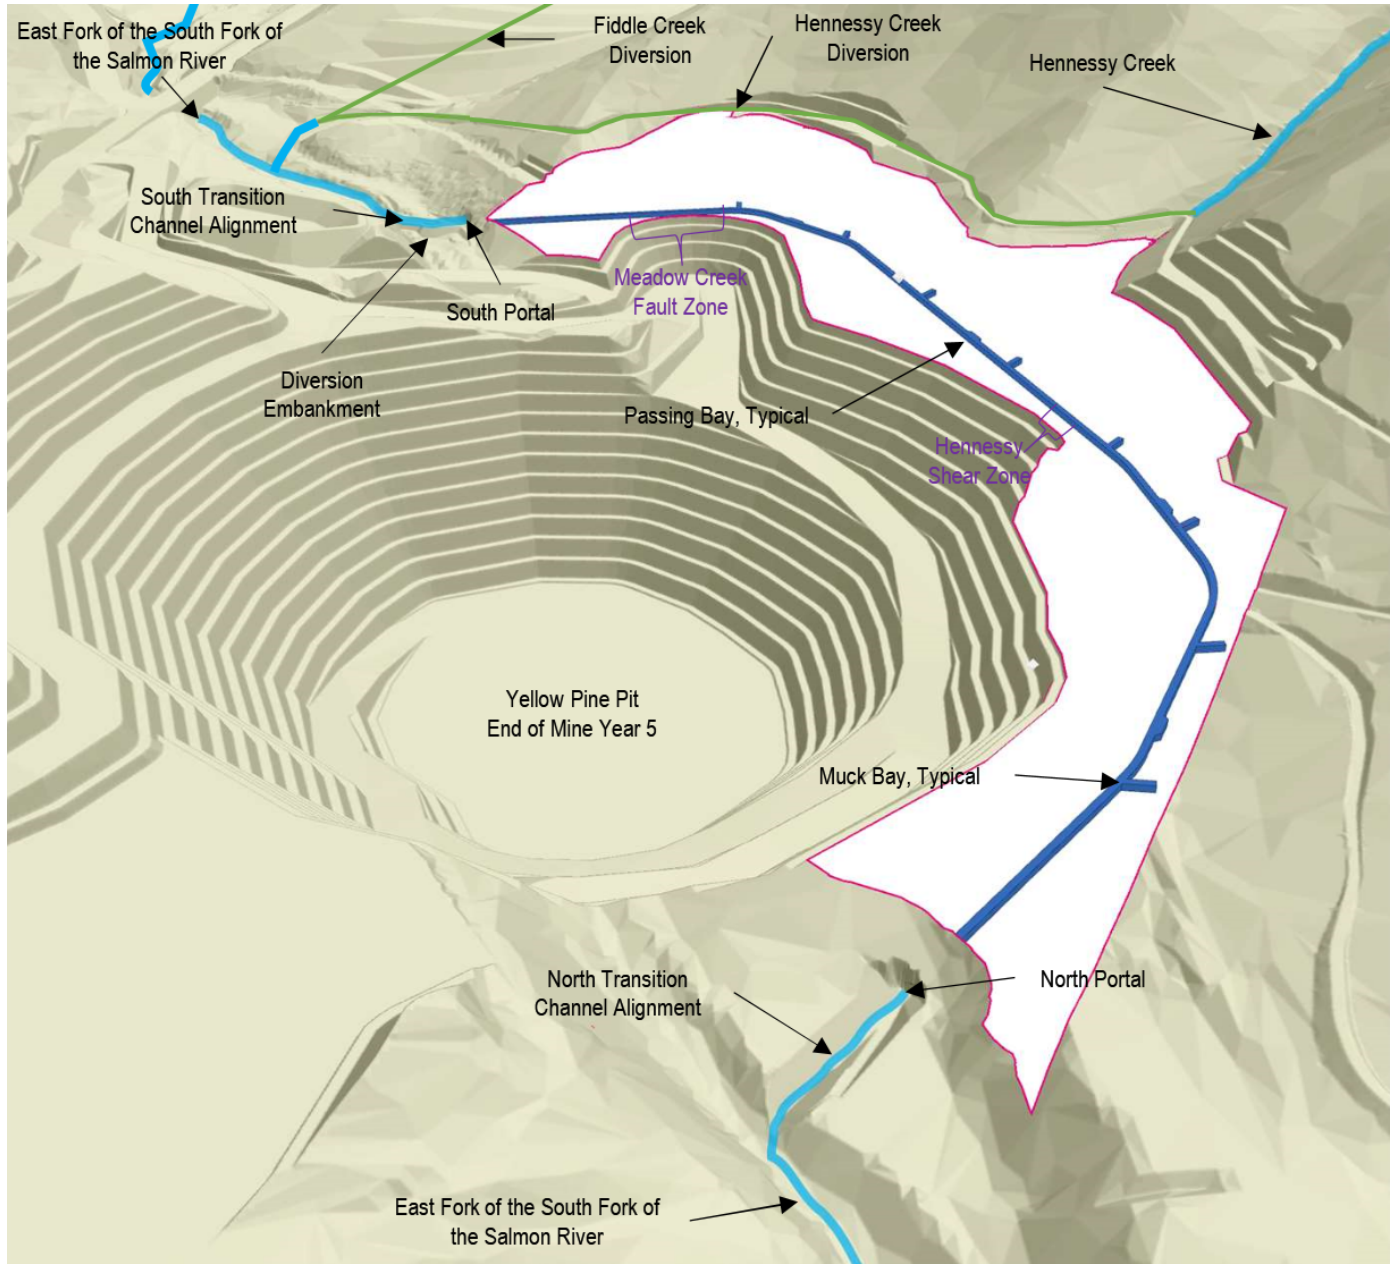 East Fork of the South Fork of
the Salmon River
Fiddle Creek
Diversion
Hennessy Creek
Diversion
Hennessy Creek
South Transition
Channel Alignment
Meadow Creek
Fault Zone
South Portal
Diversion
Embankment
Passing Bay, Typical
Hennessy
Shear Zone
Yellow Pine Pit
End of Mine Year 5
Muck Bay, Typical
North Transition
Channel Alignment
North Portal
East Fork of the South Fork of
the Salmon River